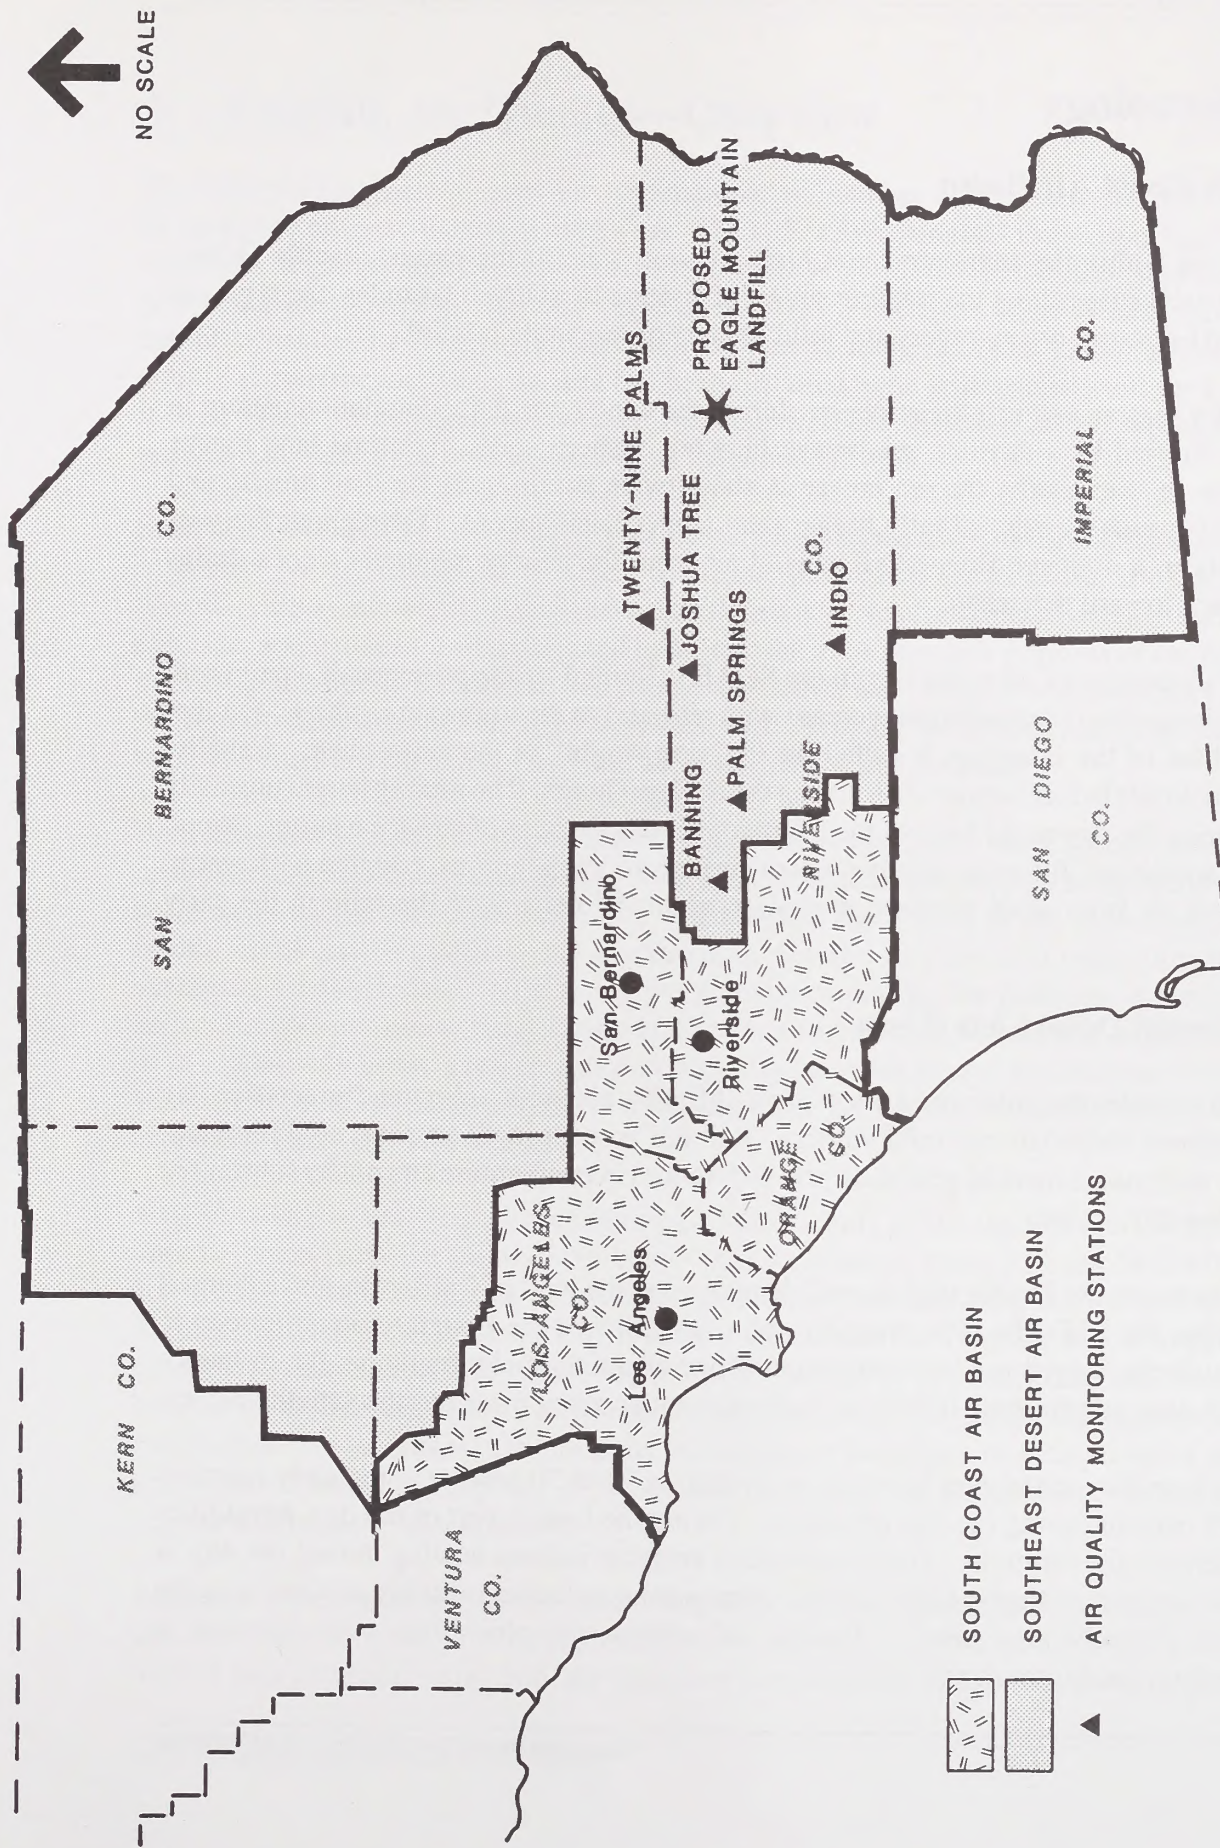 NO SCALE
SAN BERNARDINO CO.
KERN CO.
VENTURA
CO.
LOS ANGELES
CO.
Los Angeles
San Bernardino
Riverside
ORANGE
CO.
TWENTY-NINE PALMS
JOSHUA TREE
BANNING
PALM SPRINGS
PROPOSED
EAGLE MOUNTAIN
LANDFILL
RIVERSIDE CO.
INDIO
SAN DIEGO
CO.
IMPERIAL CO.
SOUTH COAST AIR BASIN
SOUTHEAST DESERT AIR BASIN
AIR QUALITY MONITORING STATIONS